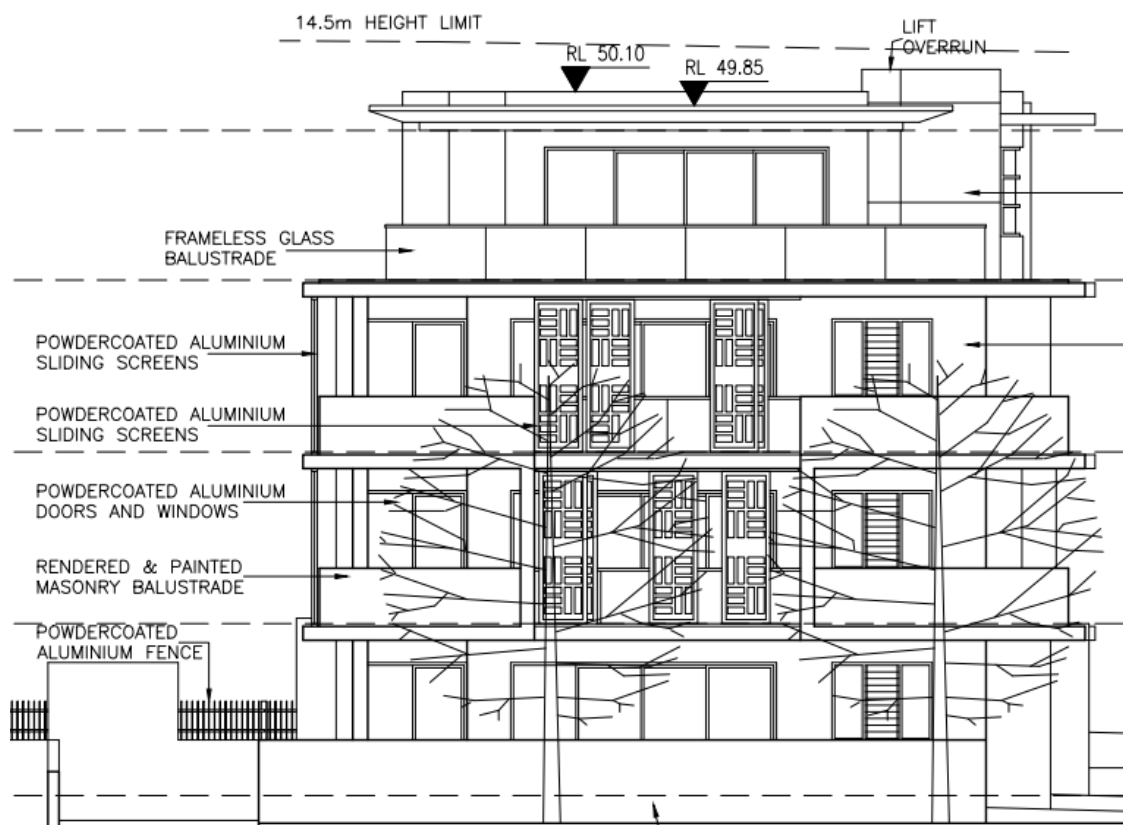 14.5m HEIGHT LIMIT
LIFT
OVERRUN
RL 50.10
RL 49.85
FRAMELESS GLASS
BALUSTRADE
POWDERCOATED ALUMINIUM
SLIDING SCREENS
POWDERCOATED ALUMINIUM
SLIDING SCREENS
POWDERCOATED ALUMINIUM
DOORS AND WINDOWS
RENDERED & PAINTED
MASONRY BALUSTRADE
POWDERCOATED
ALUMINIUM FENCE